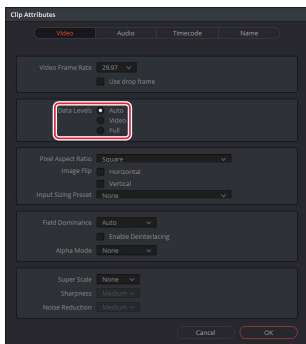 Clip Attributes
Video Audio Timecode Name
Video Frame Rate 29.97
Use drop frame
Data Levels Auto
Video
Full
Pixel Aspect Ratio Square
Image Flip Horizontal
Vertical
Input Sizing Preset None
Field Dominance Auto
Enable Deinterlacing
Alpha Mode None
Super Scale None
Sharpness Medium
Noise Reduction Medium
Cancel OK